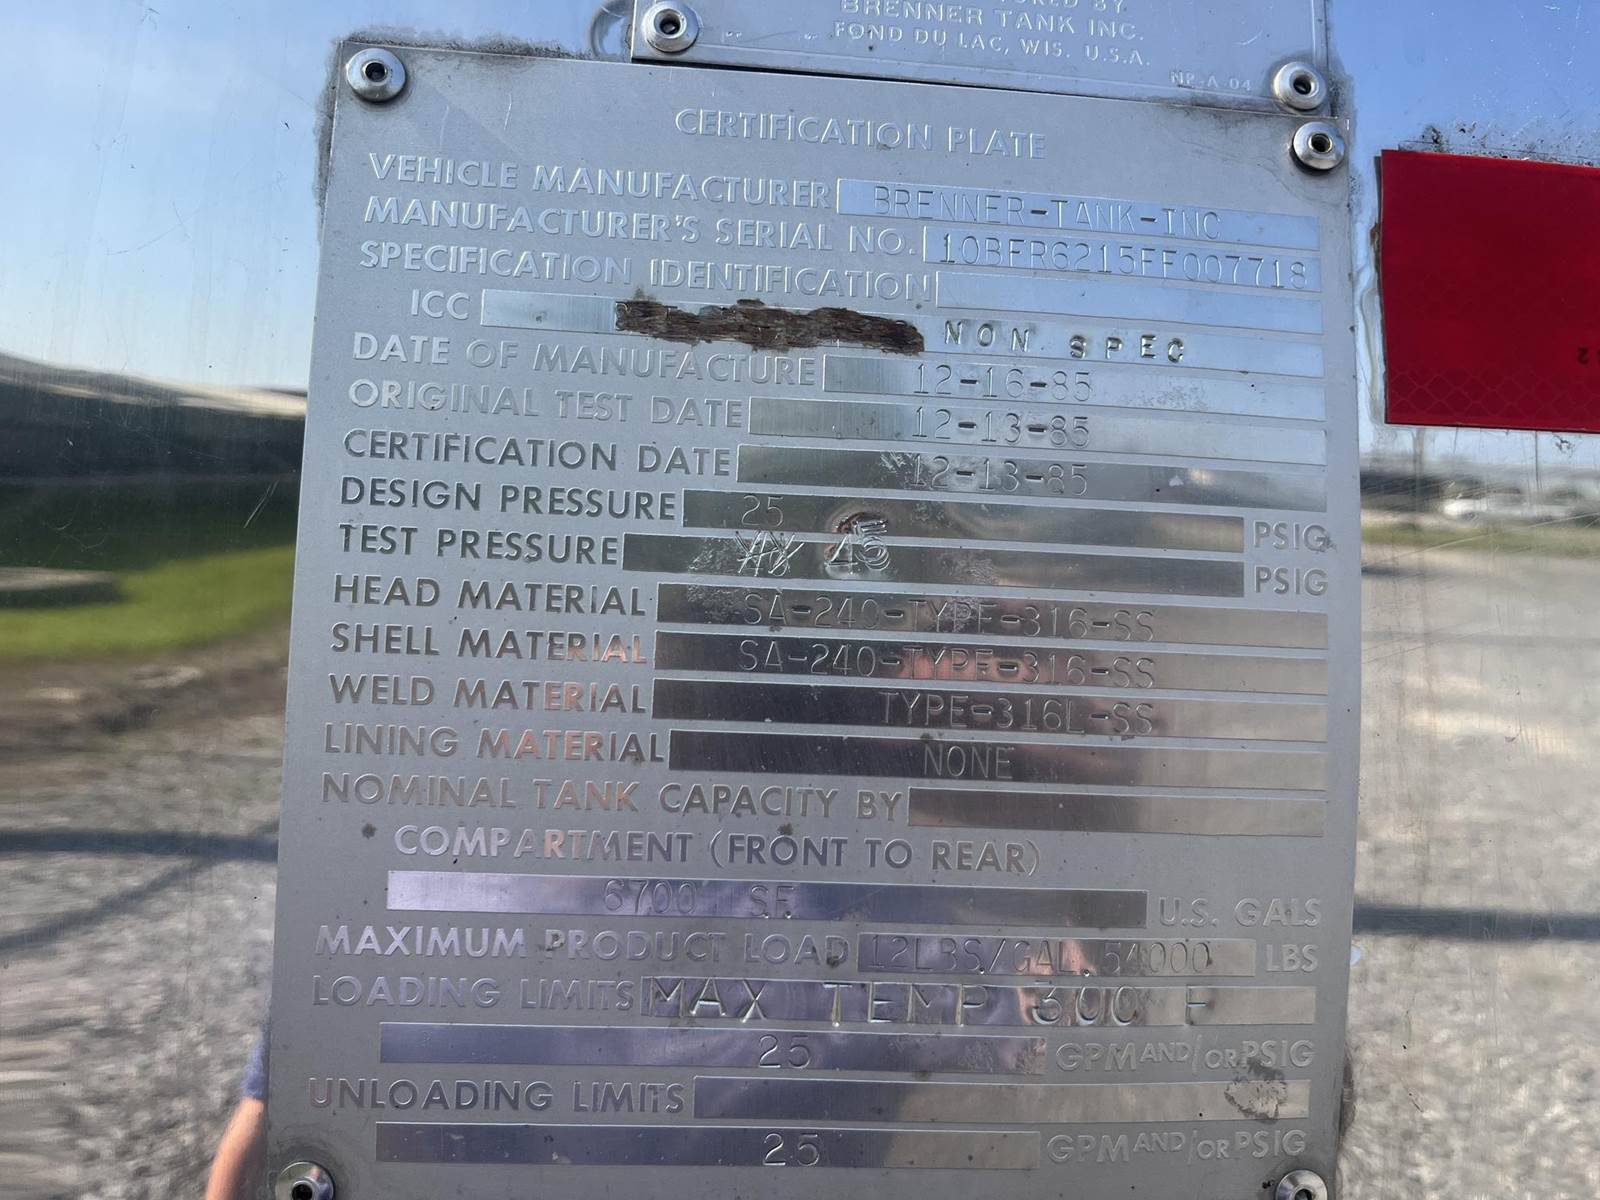 BY
BRENNER TANK INC.
FOND DU LAC, WIS. U.S.A.
NP-A-04
CERTIFICATION PLATE
VEHICLE MANUFACTURER BRENNER-TANK-INC
MANUFACTURER'S SERIAL NO. 10BFR6215FF007718
SPECIFICATION IDENTIFICATION
ICC NON SPEC
DATE OF MANUFACTURE 12-16-85
ORIGINAL TEST DATE 12-13-85
CERTIFICATION DATE 12-13-85
DESIGN PRESSURE 25 PSIG
TEST PRESSURE 45 PSIG
HEAD MATERIAL SA-240-TYPE-316-SS
SHELL MATERIAL SA-240-TYPE-316-SS
WELD MATERIAL TYPE-316L-SS
LINING MATERIAL NONE
NOMINAL TANK CAPACITY BY
COMPARTMENT (FRONT TO REAR)
6700 SF U.S. GALS
MAXIMUM PRODUCT LOAD 12LBS/GAL. 54000 LBS
LOADING LIMITS MAX TEMP 300 F
25 GPM AND/OR PSIG
UNLOADING LIMITS
25 GPM AND/OR PSIG